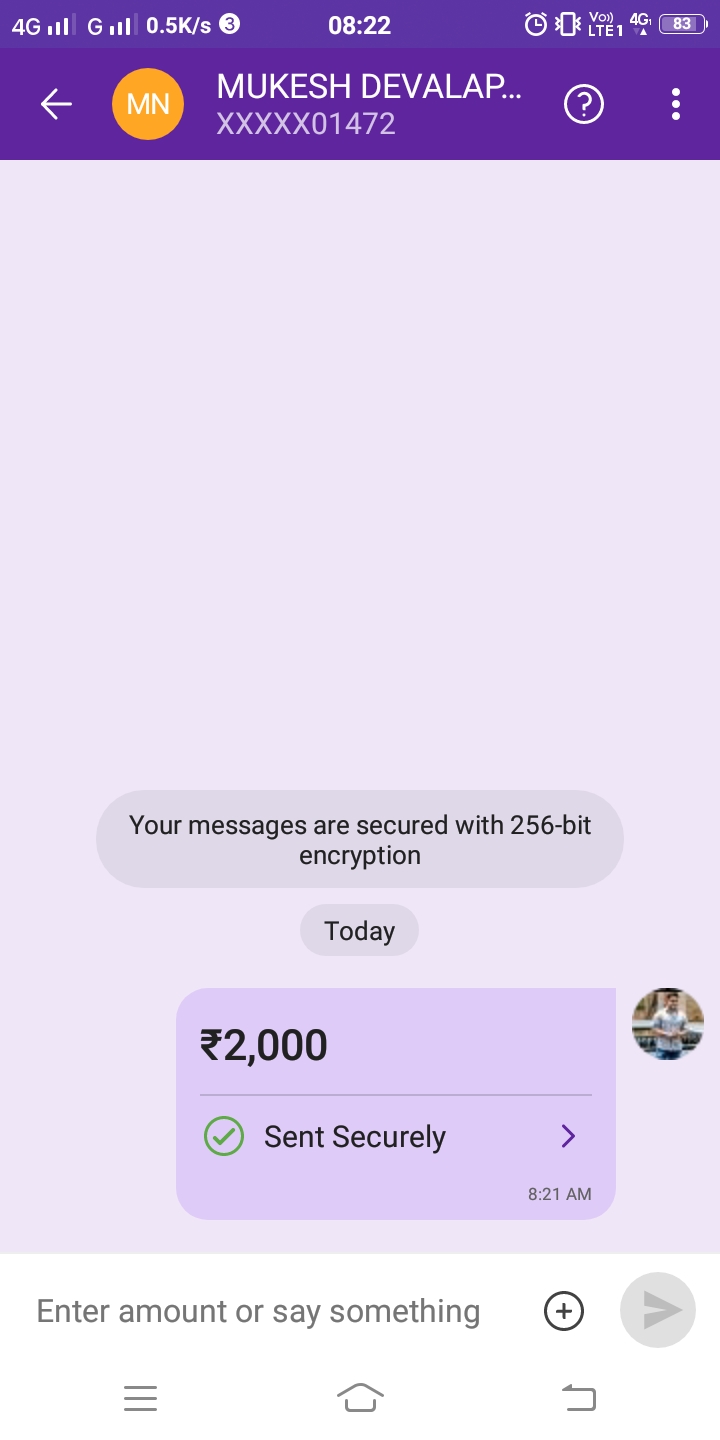 4G G 0.5K/s 3 08:22 Vo)) LTE1 4G 83
MN MUKESH DEVALAP... ?
XXXXX01472
Your messages are secured with 256-bit
encryption
Today
₹2,000
Sent Securely
8:21 AM
Enter amount or say something